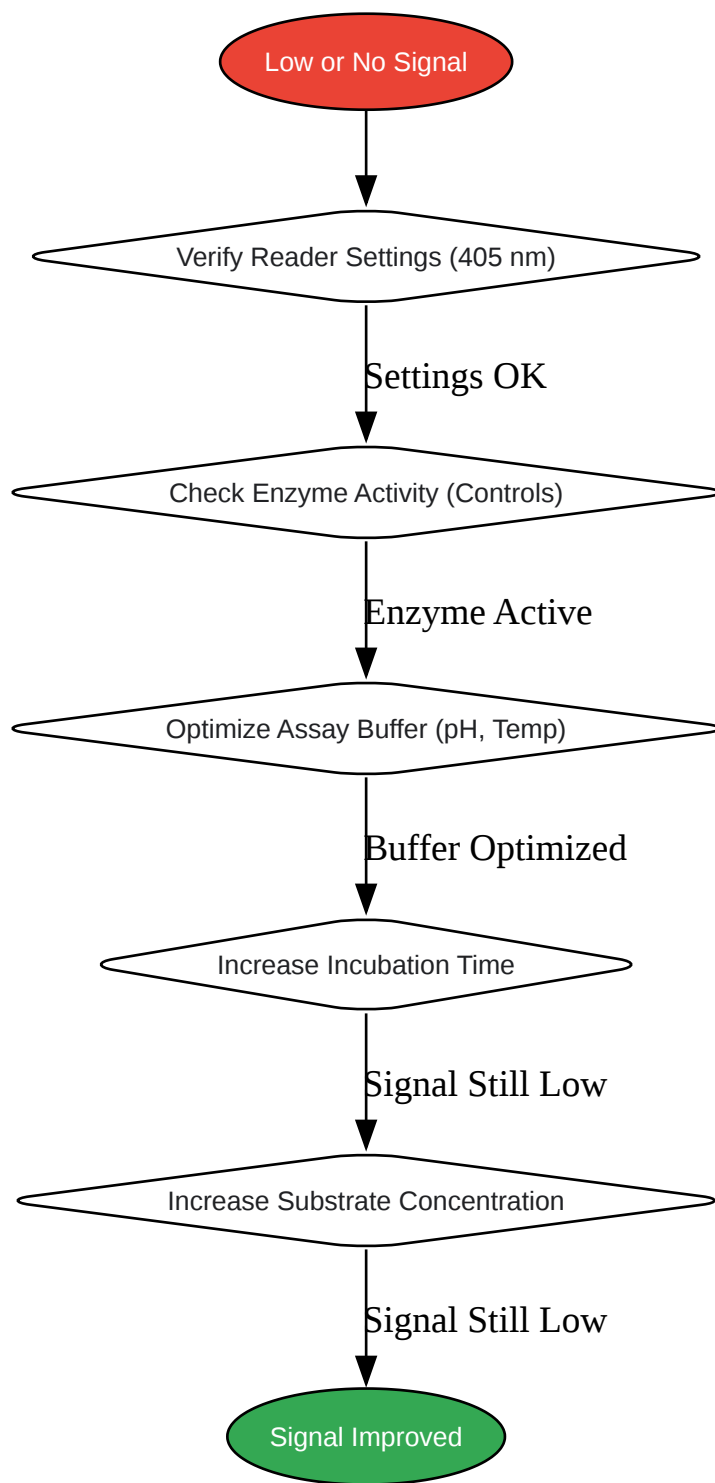 Low or No Signal
Verify Reader Settings (405 nm)
Settings OK
Check Enzyme Activity (Controls)
Enzyme Active
Optimize Assay Buffer (pH, Temp)
Buffer Optimized
Increase Incubation Time
Signal Still Low
Increase Substrate Concentration
Signal Still Low
Signal Improved